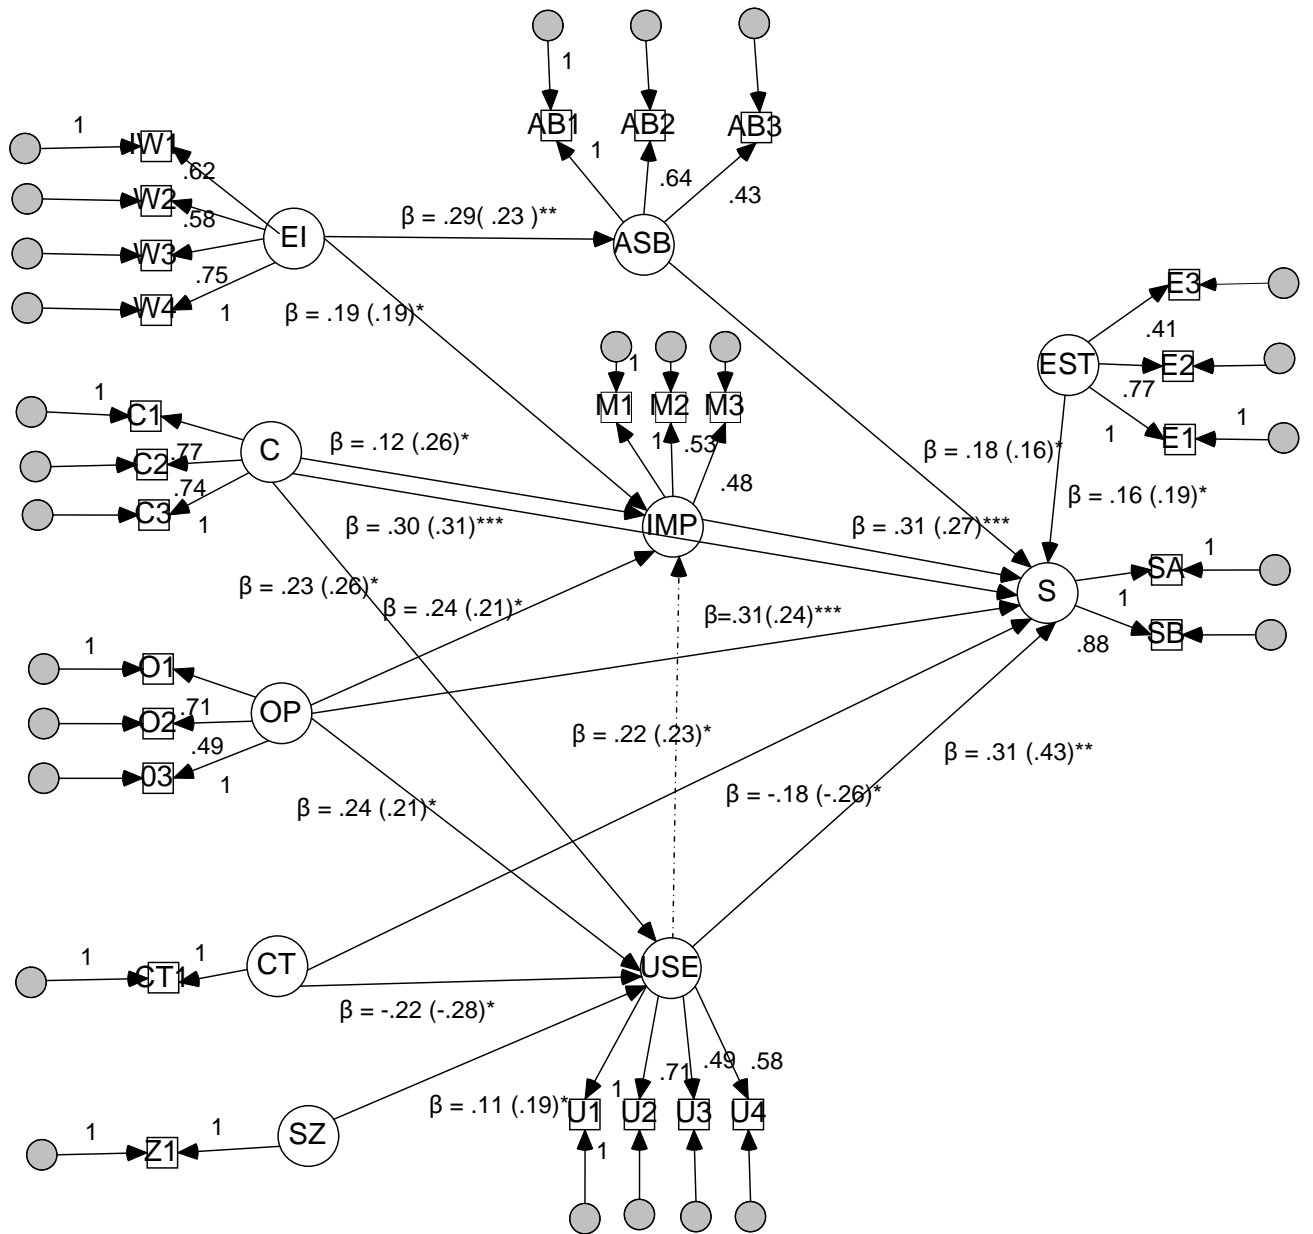 1
AB1
AB2
AB3
1
1
IW1
.62
W2
.58
W3
.75
W4
1
EI
β = .29( .23 )**
ASB
.64
.43
β = .19 (.19)*
E3
.41
EST
E2
.77
E1
1
1
1
M1
M2
M3
1
.53
.48
1
C1
C2
.77
.74
C3
1
C
β = .12 (.26)*
IMP
β = .30 (.31)***
β = .18 (.16)*
β = .16 (.19)*
β = .31 (.27)***
β = .23 (.26)*
β = .24 (.21)*
β=.31(.24)***
S
SA
1
1
SB
.88
1
O1
O2
.71
.49
03
1
OP
β = .22 (.23)*
β = .31 (.43)**
β = .24 (.21)*
β = -.18 (-.26)*
1
CT1
1
CT
USE
β = -.22 (-.28)*
.71
.49
.58
1
β = .11 (.19)*
U1
U2
U3
U4
1
1
Z1
1
SZ